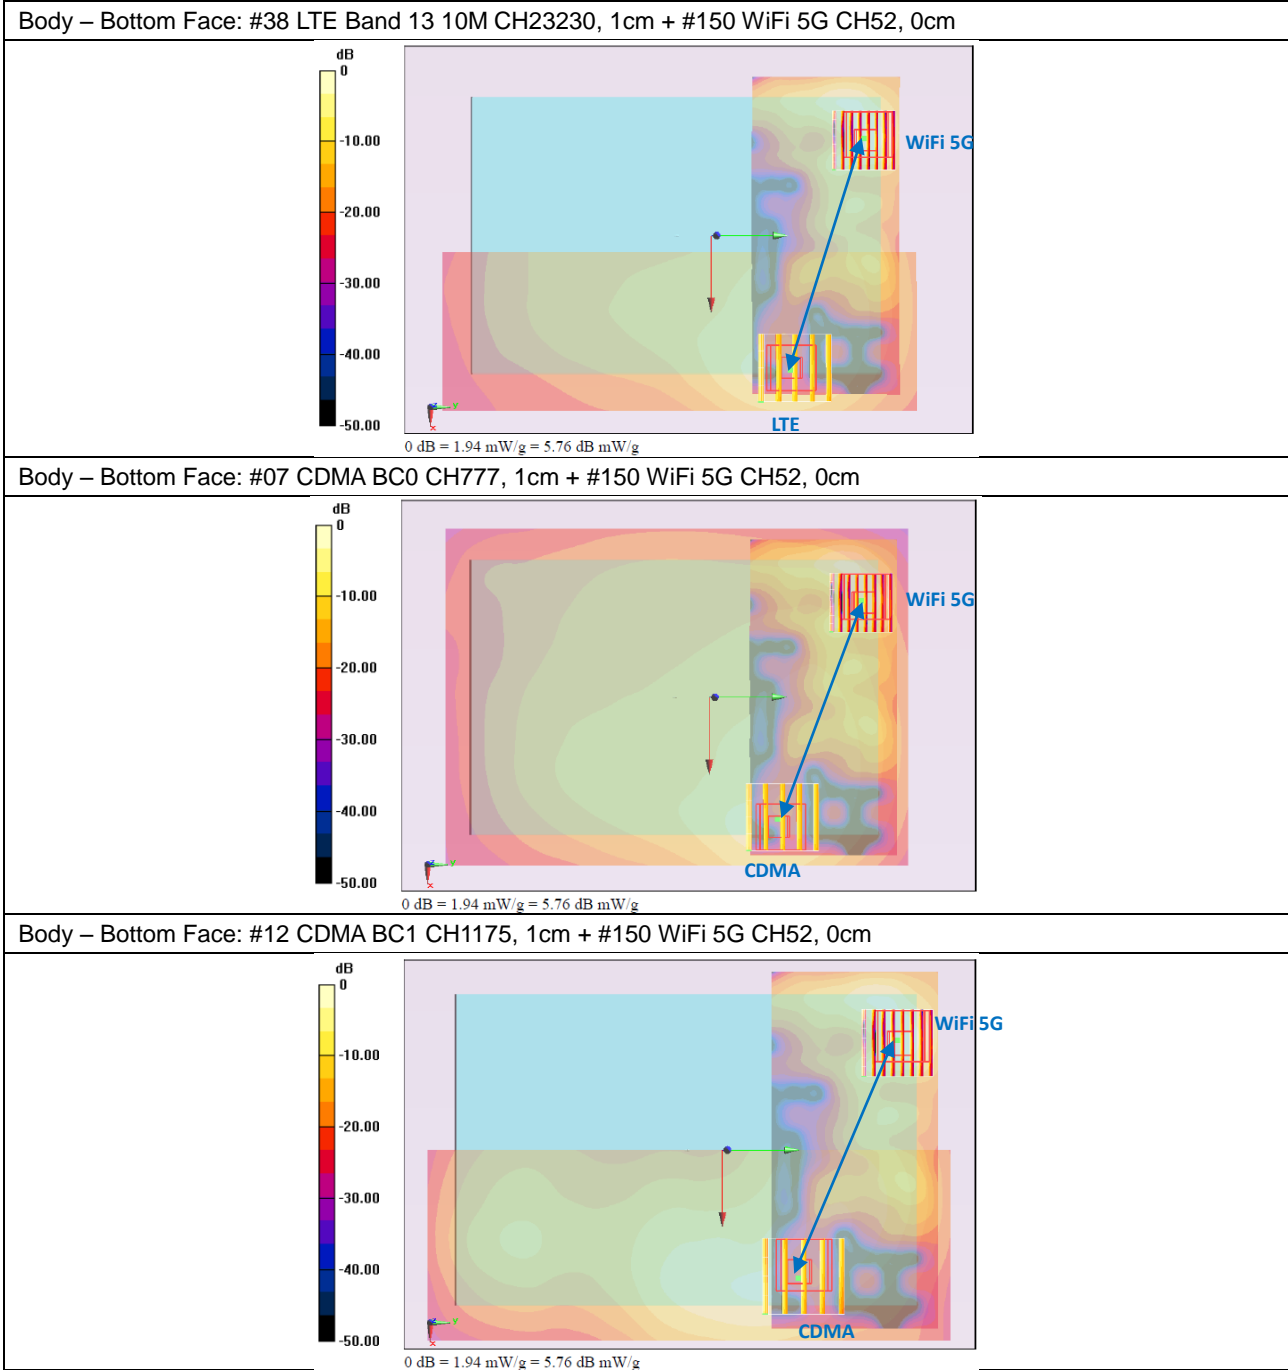 Body – Bottom Face: #38 LTE Band 13 10M CH23230, 1cm + #150 WiFi 5G CH52, 0cm
dB
0
-10.00
-20.00
-30.00
-40.00
-50.00
WiFi 5G
LTE
0 dB = 1.94 mW/g = 5.76 dB mW/g
Body – Bottom Face: #07 CDMA BC0 CH777, 1cm + #150 WiFi 5G CH52, 0cm
dB
0
-10.00
-20.00
-30.00
-40.00
-50.00
WiFi 5G
CDMA
0 dB = 1.94 mW/g = 5.76 dB mW/g
Body – Bottom Face: #12 CDMA BC1 CH1175, 1cm + #150 WiFi 5G CH52, 0cm
dB
0
-10.00
-20.00
-30.00
-40.00
-50.00
WiFi 5G
CDMA
0 dB = 1.94 mW/g = 5.76 dB mW/g